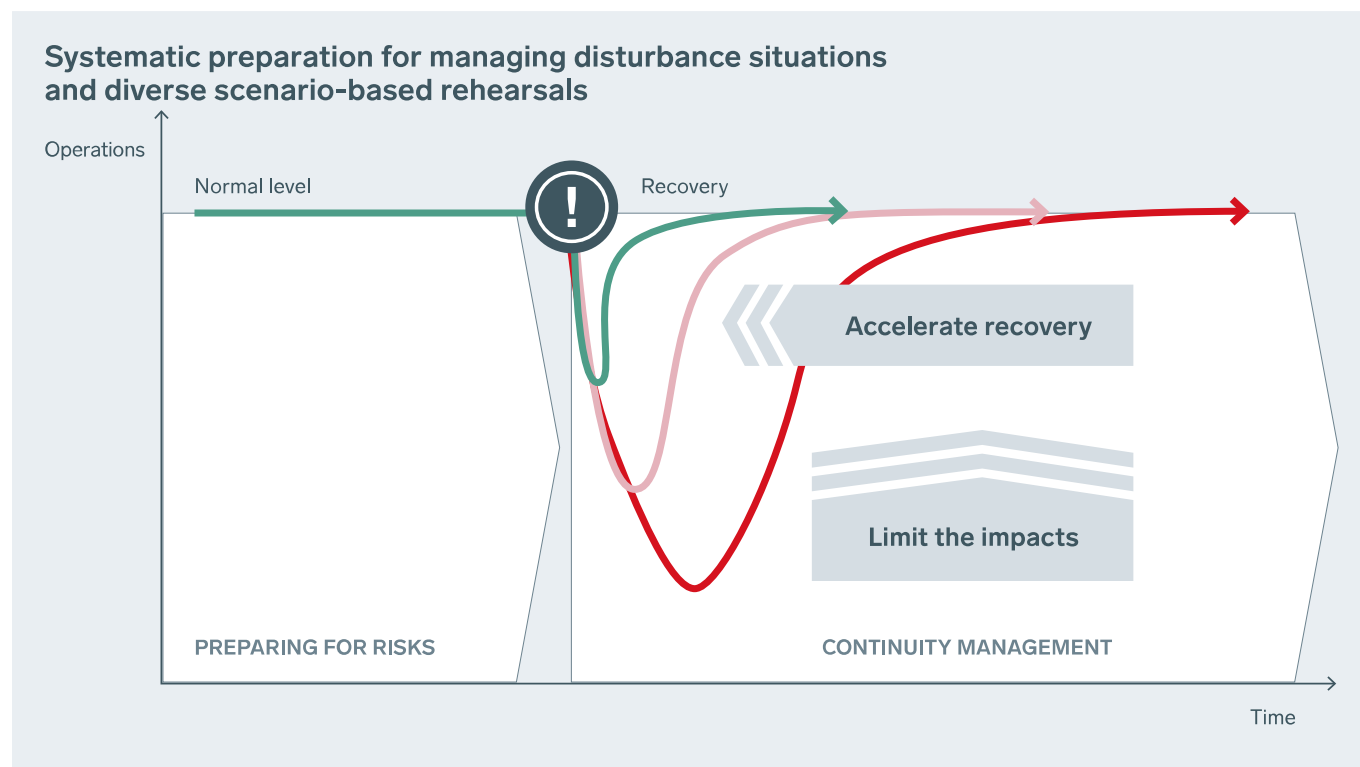 Systematic preparation for managing disturbance situations
and diverse scenario-based rehearsals
Operations
Normal level
!
Recovery
Accelerate recovery
Limit the impacts
PREPARING FOR RISKS
CONTINUITY MANAGEMENT
Time